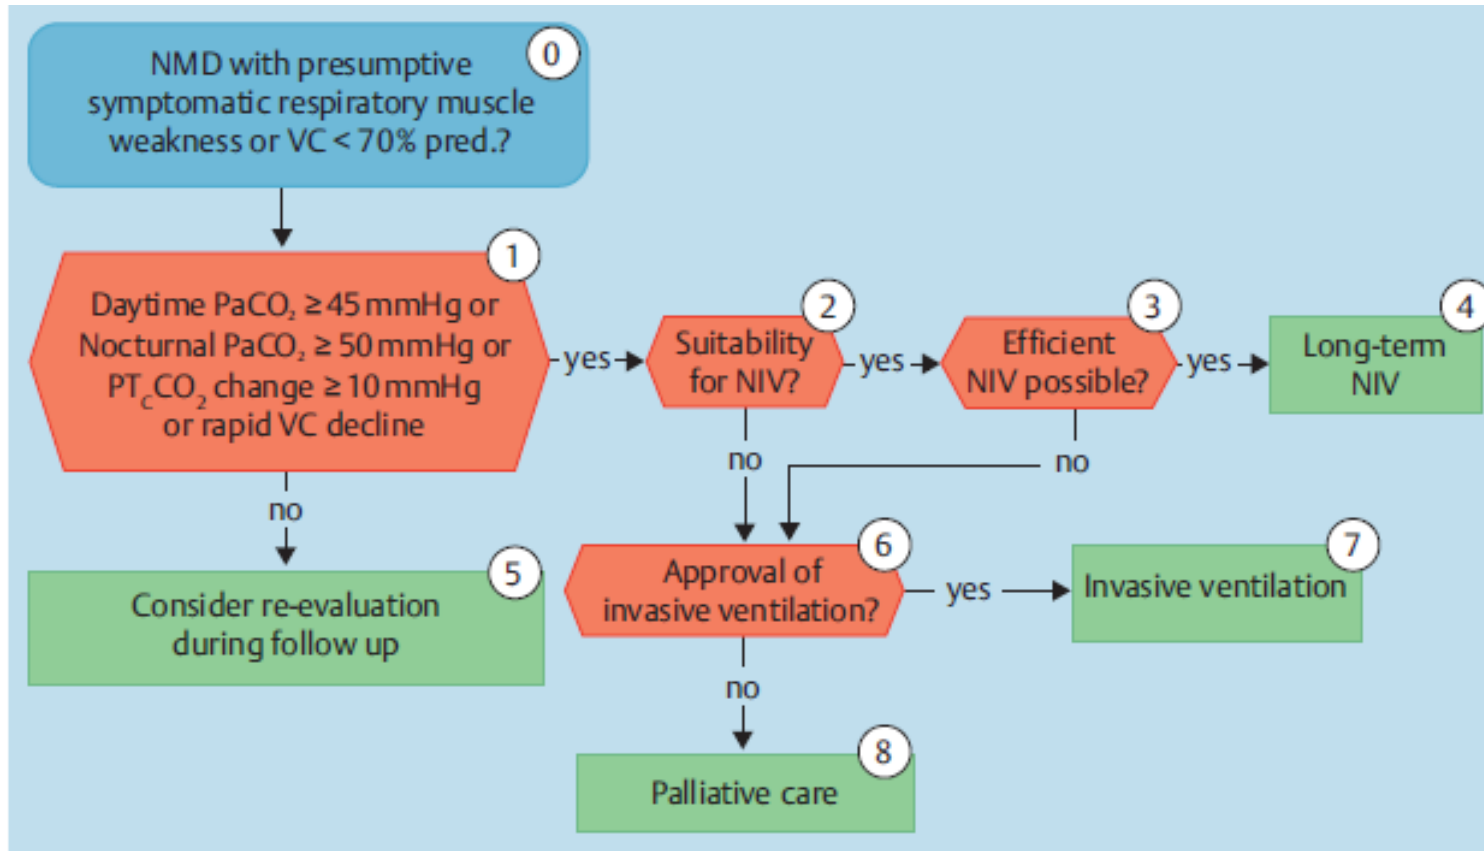 0
NMD with presumptive
symptomatic respiratory muscle
weakness or VC < 70% pred.?
1
Daytime PaCO₂ ≥ 45 mmHg or
Nocturnal PaCO₂ ≥ 50 mmHg or
PT_CCO₂ change ≥ 10 mmHg
or rapid VC decline
yes
2
Suitability
for NIV?
yes
3
Efficient
NIV possible?
yes
4
Long-term
NIV
no
no
no
5
Consider re-evaluation
during follow up
6
Approval of
invasive ventilation?
yes
7
Invasive ventilation
no
8
Palliative care